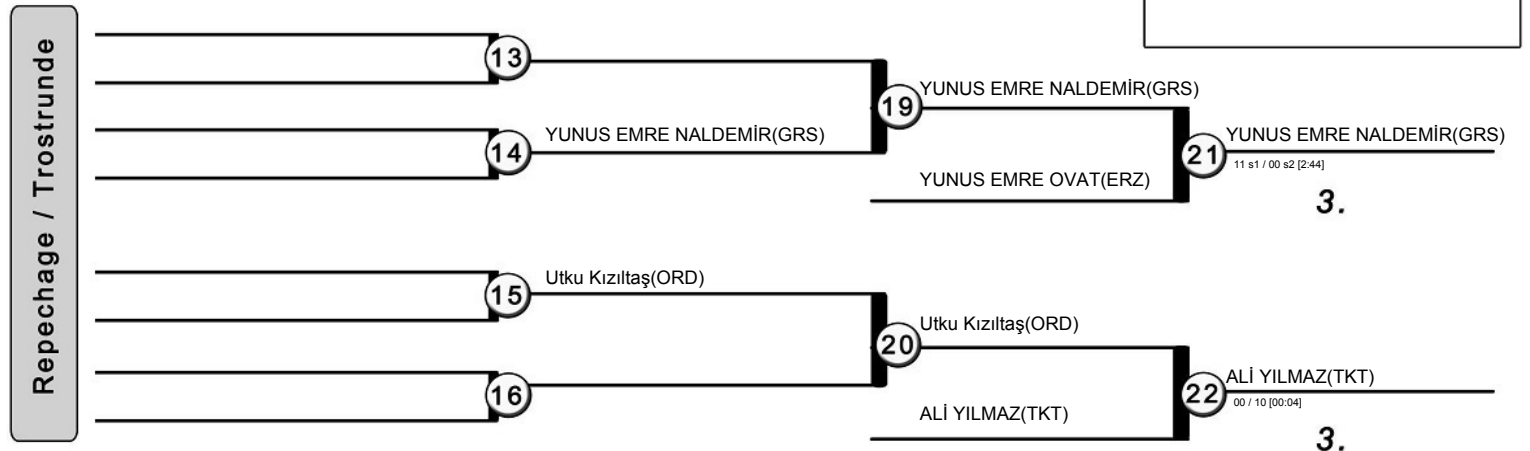 Repechage / Trostrunde
13
YUNUS EMRE NALDEMİR(GRS)
19
YUNUS EMRE NALDEMİR(GRS)
14
YUNUS EMRE NALDEMİR(GRS)
21
11 s1 / 00 s2 [2:44]
YUNUS EMRE OVAT(ERZ)
3.
Utku Kızıltaş(ORD)
15
Utku Kızıltaş(ORD)
20
ALİ YILMAZ(TKT)
16
22
00 / 10 [00:04]
ALİ YILMAZ(TKT)
3.